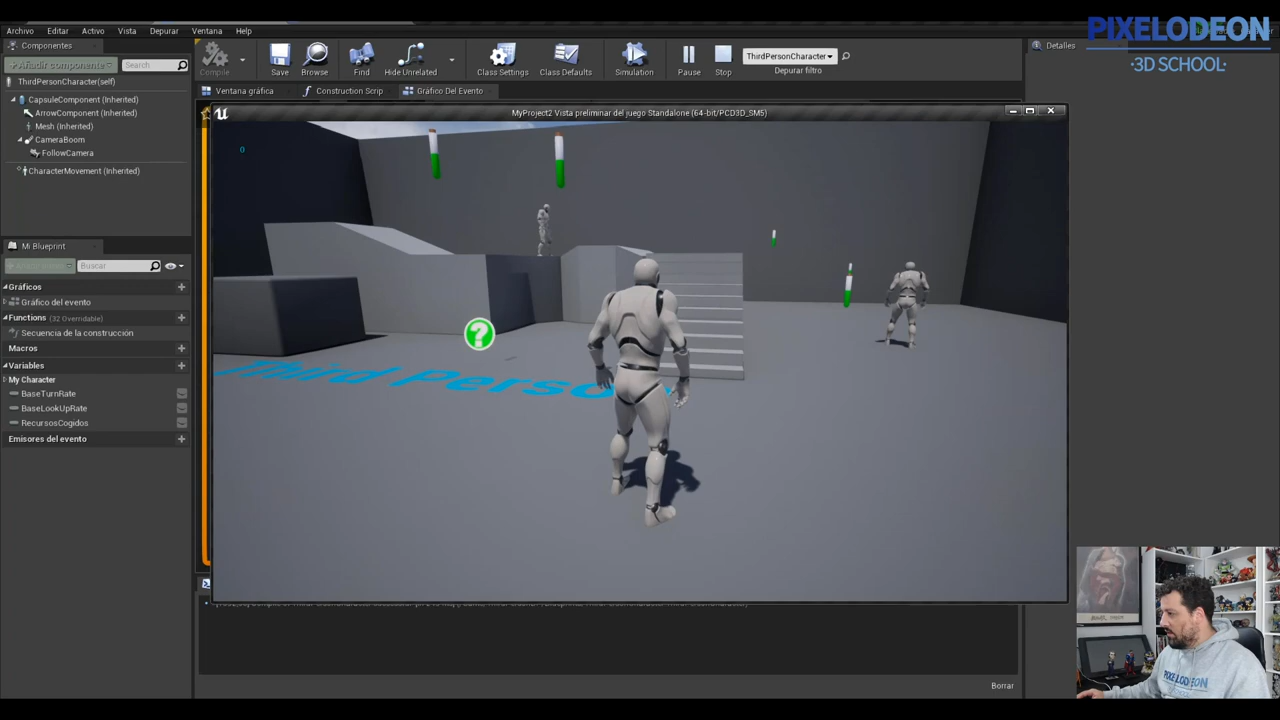 Archivo Editar Activo Vista Depurar Ventana Help
PIXELODEON
·3D SCHOOL·
Componentes
Detalles
Añadir componente
Search
Compile
Save
Browse
Find
Hide Unrelated
Class Settings
Class Defaults
Simulation
Pause
Stop
ThirdPersonCharacter
Depurar filtro
ThirdPersonCharacter(self)
CapsuleComponent (Inherited)
ArrowComponent (Inherited)
Mesh (Inherited)
CameraBoom
FollowCamera
CharacterMovement (Inherited)
Ventana gráfica
Construction Scrip
Gráfico Del Evento
MyProject2 Vista preliminar del juego Standalone (64-bit/PCD3D_SM5)
0
?
Third Perso
Mi Blueprint
Buscar
Gráficos
Gráfico del evento
Functions (32 Overridable)
Secuencia de la construcción
Macros
Variables
My Character
BaseTurnRate
BaseLookUpRate
RecursosCogidos
Emisores del evento
Borrar
PIXELODEON